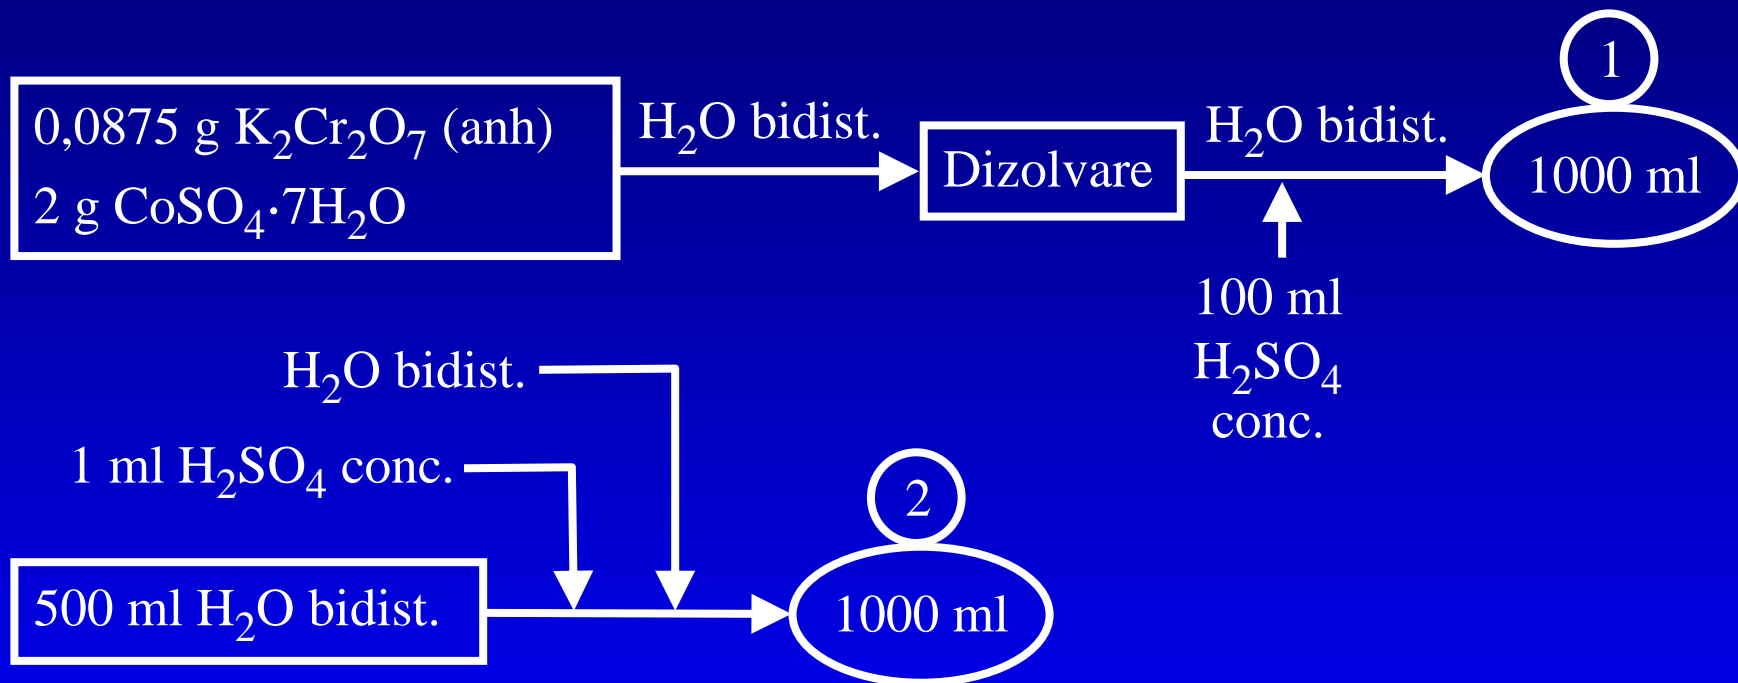 1
0,0875 g K₂Cr₂O₇ (anh)
2 g CoSO₄·7H₂O
H₂O bidist.
Dizolvare
H₂O bidist.
1000 ml
100 ml
H₂SO₄
conc.
H₂O bidist.
1 ml H₂SO₄ conc.
2
500 ml H₂O bidist.
1000 ml